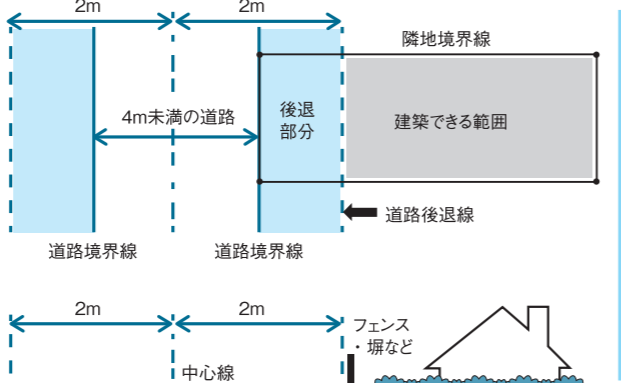 2m
2m
隣地境界線
4m未満の道路
後退
部分
建築できる範囲
道路後退線
道路境界線
道路境界線
2m
2m
フェンス
・塀など
中心線